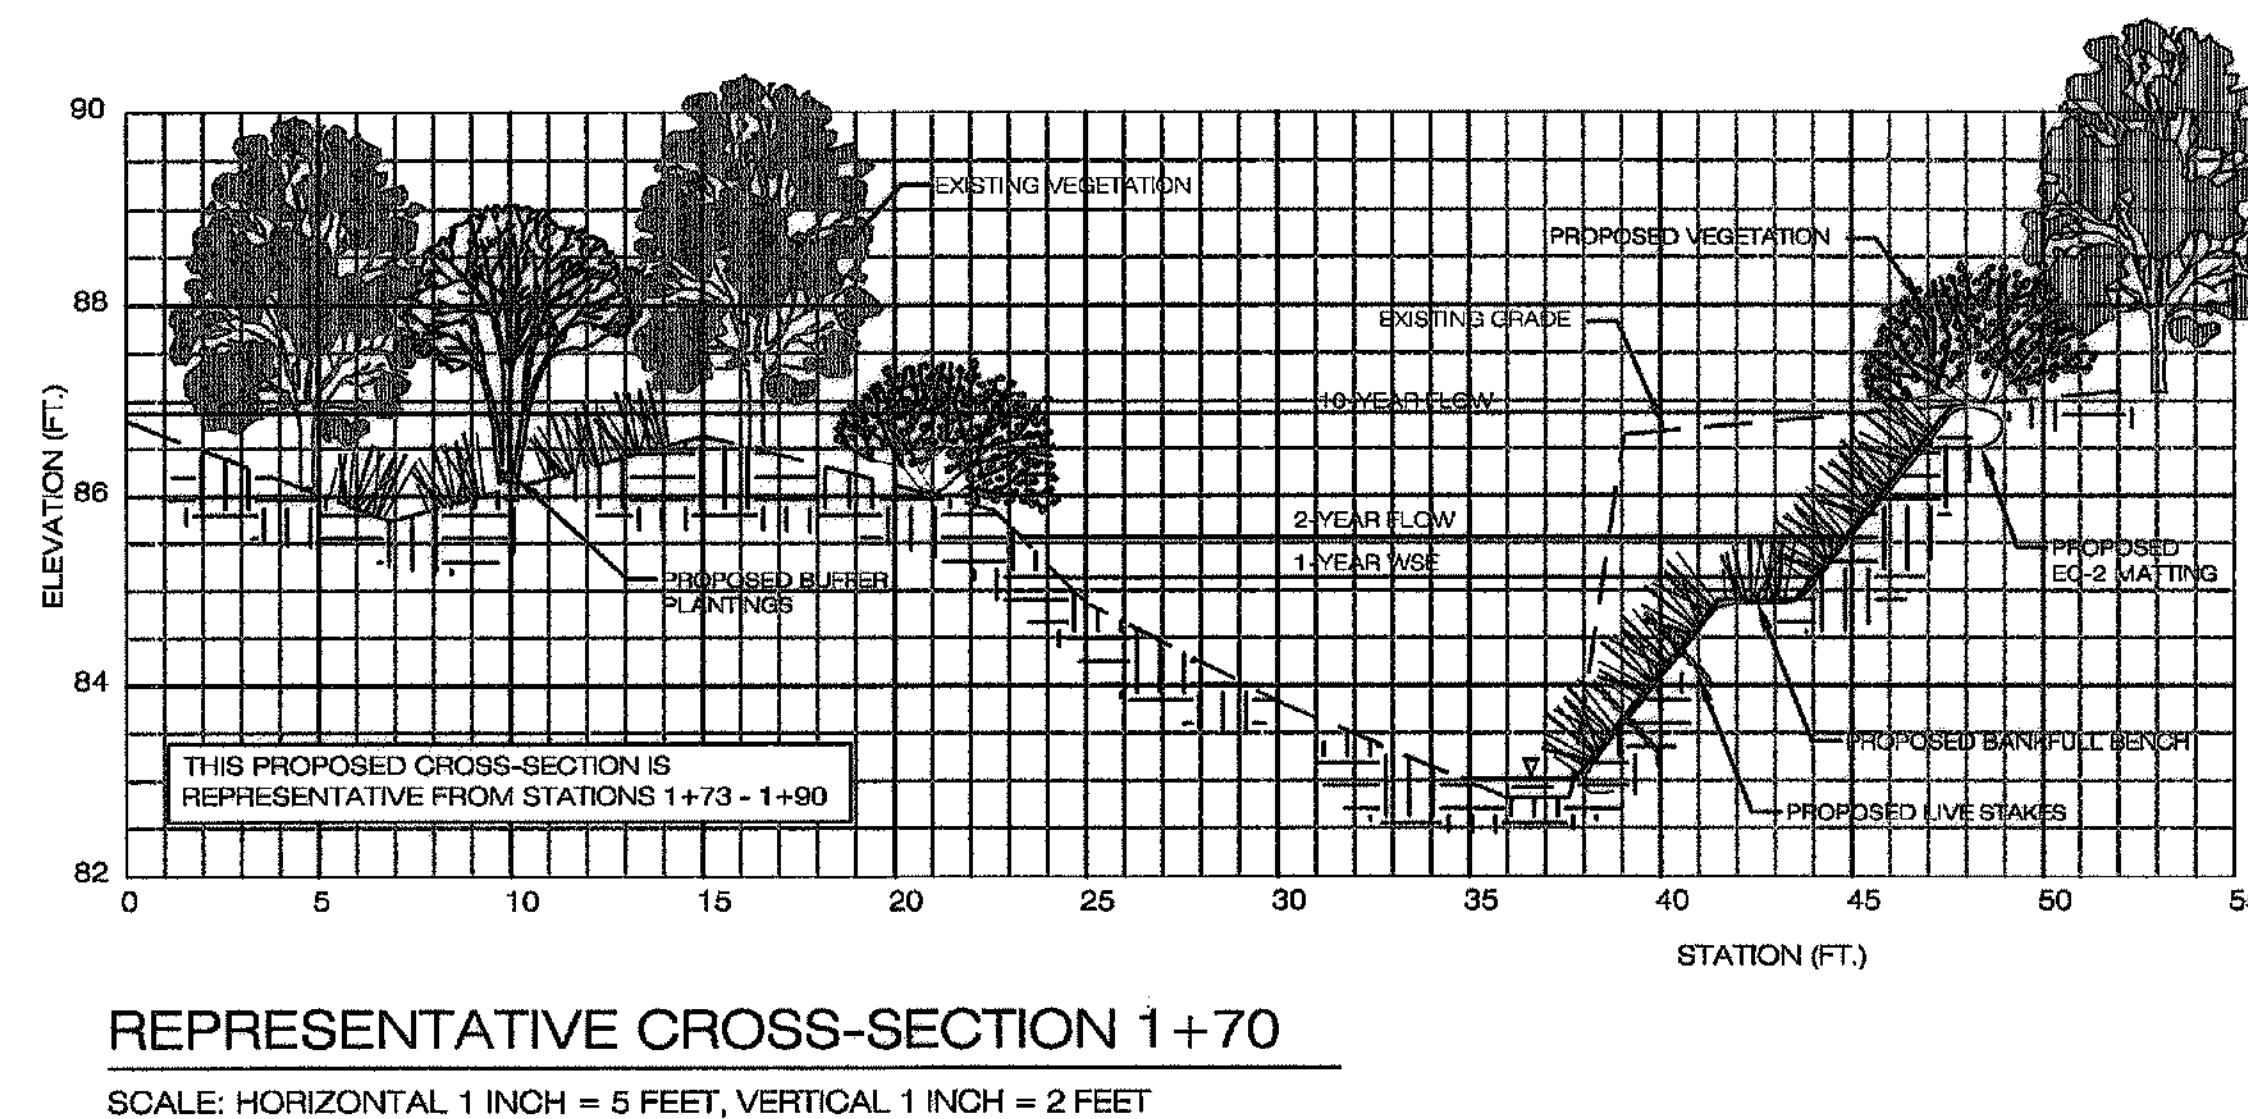 90
EXISTING VEGETATION
PROPOSED VEGETATION
88
EXISTING GRADE
10-YEAR FLOW
ELEVATION (FT.)
86
2-YEAR FLOW
1-YEAR WSE
PROPOSED
EC-2 MATTING
PROPOSED BUFFER
PLANTINGS
84
PROPOSED BANKFULL BENCH
THIS PROPOSED CROSS-SECTION IS
REPRESENTATIVE FROM STATIONS 1+73 - 1+90
PROPOSED LIVE STAKES
82
0 5 10 15 20 25 30 35 40 45 50
STATION (FT.)
REPRESENTATIVE CROSS-SECTION 1+70
SCALE: HORIZONTAL 1 INCH = 5 FEET, VERTICAL 1 INCH = 2 FEET